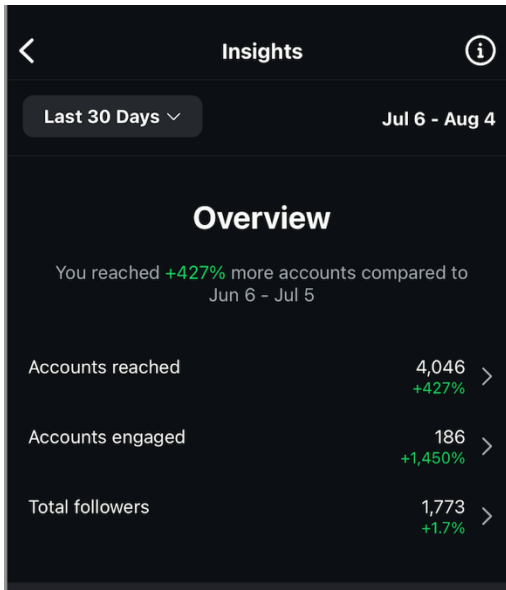 Insights
Last 30 Days
Jul 6 - Aug 4
Overview
You reached +427% more accounts compared to
Jun 6 - Jul 5
Accounts reached
4,046
+427%
Accounts engaged
186
+1,450%
Total followers
1,773
+1.7%